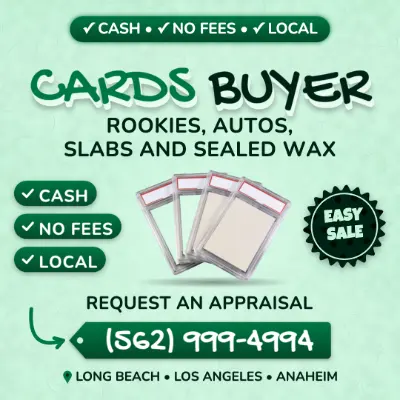 ✓ CASH • ✓ NO FEES • ✓ LOCAL
CARDS BUYER
ROOKIES, AUTOS,
SLABS AND SEALED WAX
✓ CASH
✓ NO FEES
✓ LOCAL
EASY
SALE
REQUEST AN APPRAISAL
(562) 999-4994
LONG BEACH • LOS ANGELES • ANAHEIM